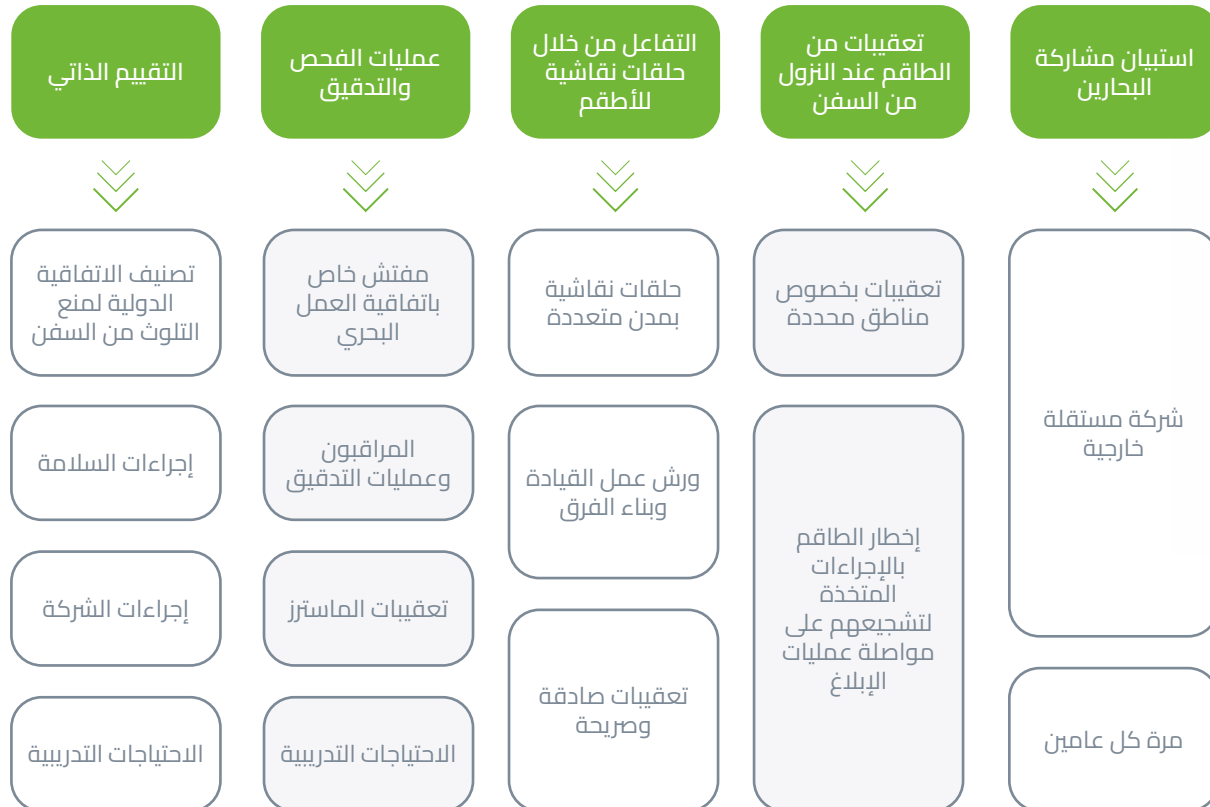 استبيان مشاركة
البحارين
تعقيبات من
الطاقم عند النزول
من السفن
التفاعل من خلال
حلقات نقاشية
للأطقم
عمليات الفحص
والتدقيق
التقييم الذاتي
شركة مستقلة
خارجية
مرة كل عامين
تعقيبات بخصوص
مناطق محددة
إخطار الطاقم
بالإجراءات
المتخذة
لتشجيعهم على
مواصلة عمليات
الإبلاغ
حلقات نقاشية
بمدن متعددة
ورش عمل القيادة
وبناء الفرق
تعقيبات صادقة
وصريحة
مفتش خاص
باتفاقية العمل
البحري
المراقبون
وعمليات التدقيق
تعقيبات الماسترز
الاحتياجات التدريبية
تصنيف الاتفاقية
الدولية لمنع
التلوث من السفن
إجراءات السلامة
إجراءات الشركة
الاحتياجات التدريبية